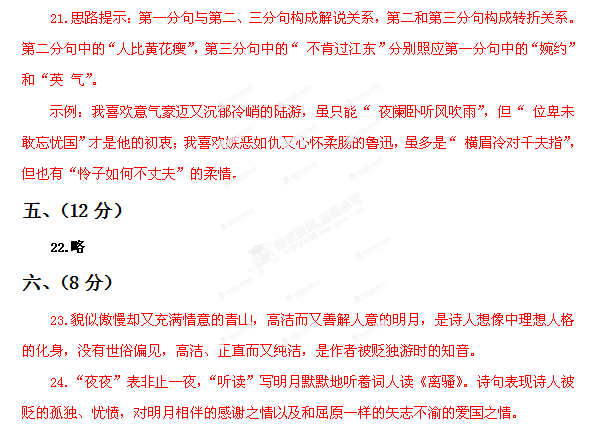 21.思路提示：第一分句与第二、三分句构成解说关系，第二和第三分句构成转折关系。
第二分句中的“人比黄花瘦”，第三分句中的“ 不肯过江东”分别照应第一分句中的“婉约”
和“英 气”。
示例：我喜欢意气豪迈又沉郁冷峭的陆游，虽只能“ 夜阑卧听风吹雨”，但“ 位卑未
敢忘忧国”才是他的初衷；我喜欢嫉恶如仇又心怀柔肠的鲁迅，虽多是“ 横眉冷对千夫指”，
但也有“怜子如何不丈夫”的柔情。
五、（12 分）
22.略
六、（8 分）
23.貌似傲慢却又充满情意的青山，高洁而又善解人意的明月，是诗人想像中理想人格
的化身，没有世俗偏见，高洁、正直而又纯洁，是作者被贬独游时的知音。
24.“夜夜”表非止一夜，“听读”写明月默默地听着词人读《离骚》。诗句表现诗人被
贬的孤独、忧愤，对明月相伴的感谢之情以及和屈原一样的矢志不渝的爱国之情。